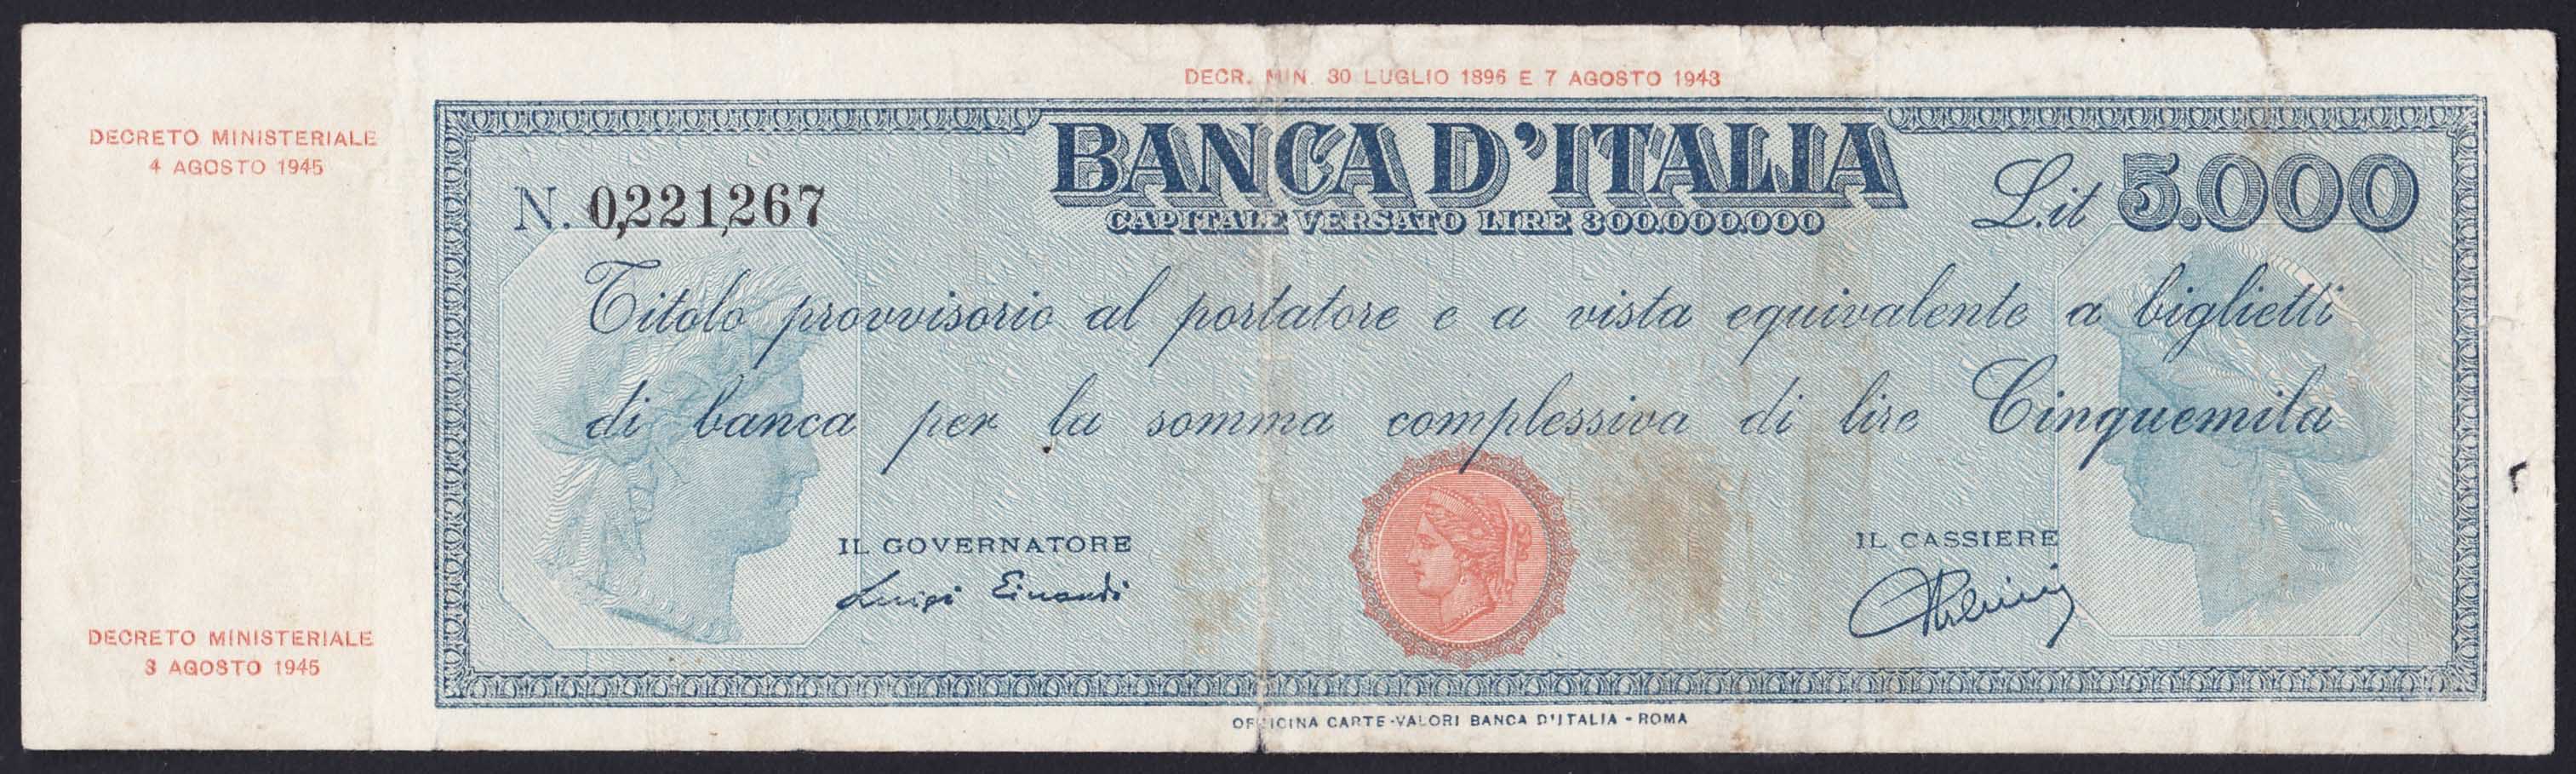 DECR. MIN. 30 LUGLIO 1896 E 7 AGOSTO 1943
DECRETO MINISTERIALE
4 AGOSTO 1945
BANCA D'ITALIA
CAPITALE VERSATO LIRE 300.000.000
N. 0,221,267
L.it 5.000
Titolo provvisorio al portatore e a vista equivalente a biglietti
di banca per la somma complessiva di lire Cinquemila
IL GOVERNATORE
Luigi Einaudi
IL CASSIERE
DECRETO MINISTERIALE
3 AGOSTO 1945
OFFICINA CARTE-VALORI BANCA D'ITALIA - ROMA